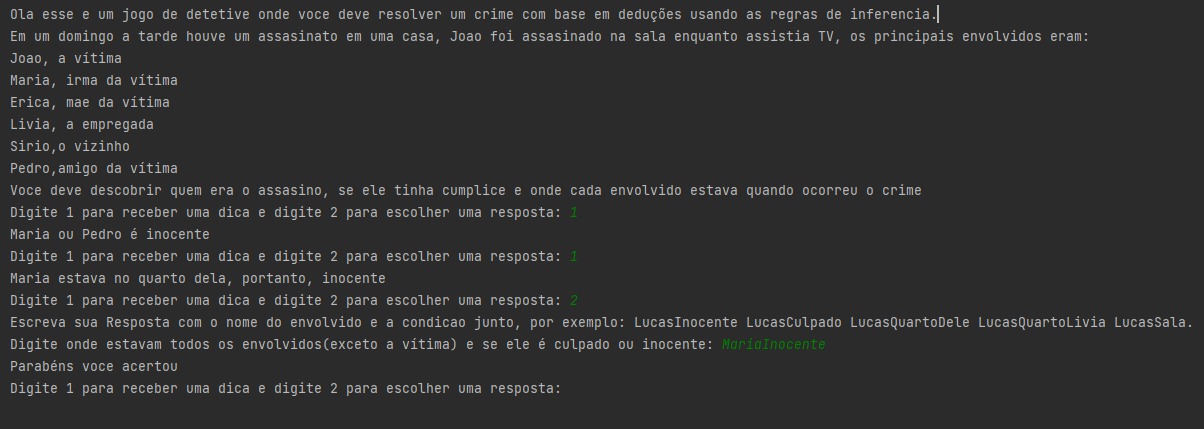 Ola esse e um jogo de detetive onde voce deve resolver um crime com base em deduções usando as regras de inferencia.
Em um domingo a tarde houve um assasinato em uma casa, Joao foi assasinado na sala enquanto assistia TV, os principais envolvidos eram:
Joao, a vítima
Maria, irma da vítima
Erica, mae da vítima
Livia, a empregada
Sirio,o vizinho
Pedro,amigo da vítima
Voce deve descobrir quem era o assasino, se ele tinha cumplice e onde cada envolvido estava quando ocorreu o crime
Digite 1 para receber uma dica e digite 2 para escolher uma resposta: 1
Maria ou Pedro é inocente
Digite 1 para receber uma dica e digite 2 para escolher uma resposta: 1
Maria estava no quarto dela, portanto, inocente
Digite 1 para receber uma dica e digite 2 para escolher uma resposta: 2
Escreva sua Resposta com o nome do envolvido e a condicao junto, por exemplo: LucasInocente LucasCulpado LucasQuartoDele LucasQuartoLivia LucasSala.
Digite onde estavam todos os envolvidos(exceto a vítima) e se ele é culpado ou inocente: MariaInocente
Parabéns voce acertou
Digite 1 para receber uma dica e digite 2 para escolher uma resposta: